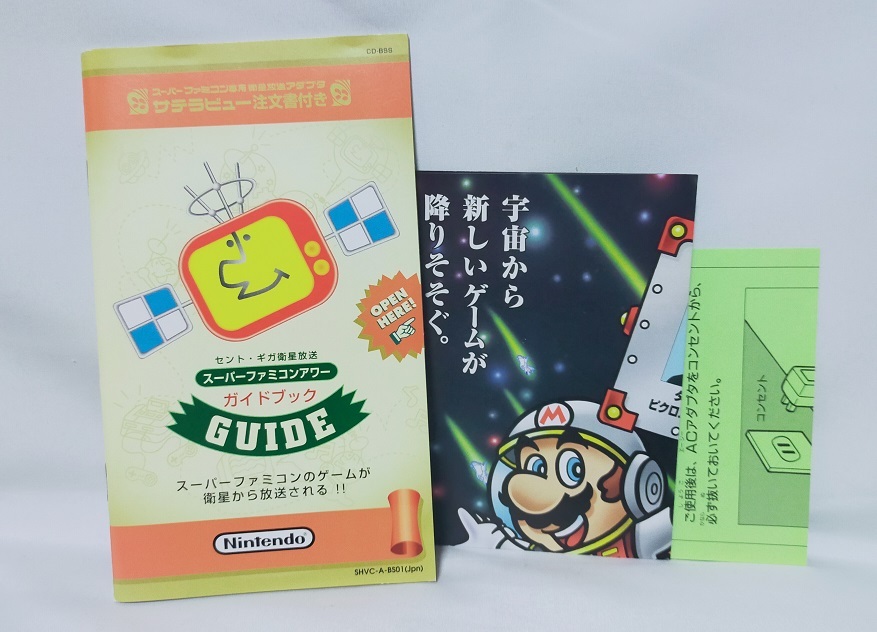 CD-BSB
スーパーファミコン専用 衛星放送アダプタ
サテラビュー注文書付き
OPEN
HERE!
セント・ギガ衛星放送
スーパーファミコンアワー
ガイドブック
GUIDE
スーパーファミコンのゲームが
衛星から放送される !!
Nintendo
SHVC-A-BS01(Jpn)
宇宙から
新しいゲームが
降りそそぐ。
M
ピクロ
ご使用後は、ACアダプタをコンセントから、
必ず抜いておいてください。
コンセント